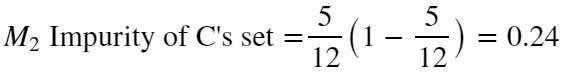 M₂ Impurity of C's set = 5/12 (1 − 5/12) = 0.24